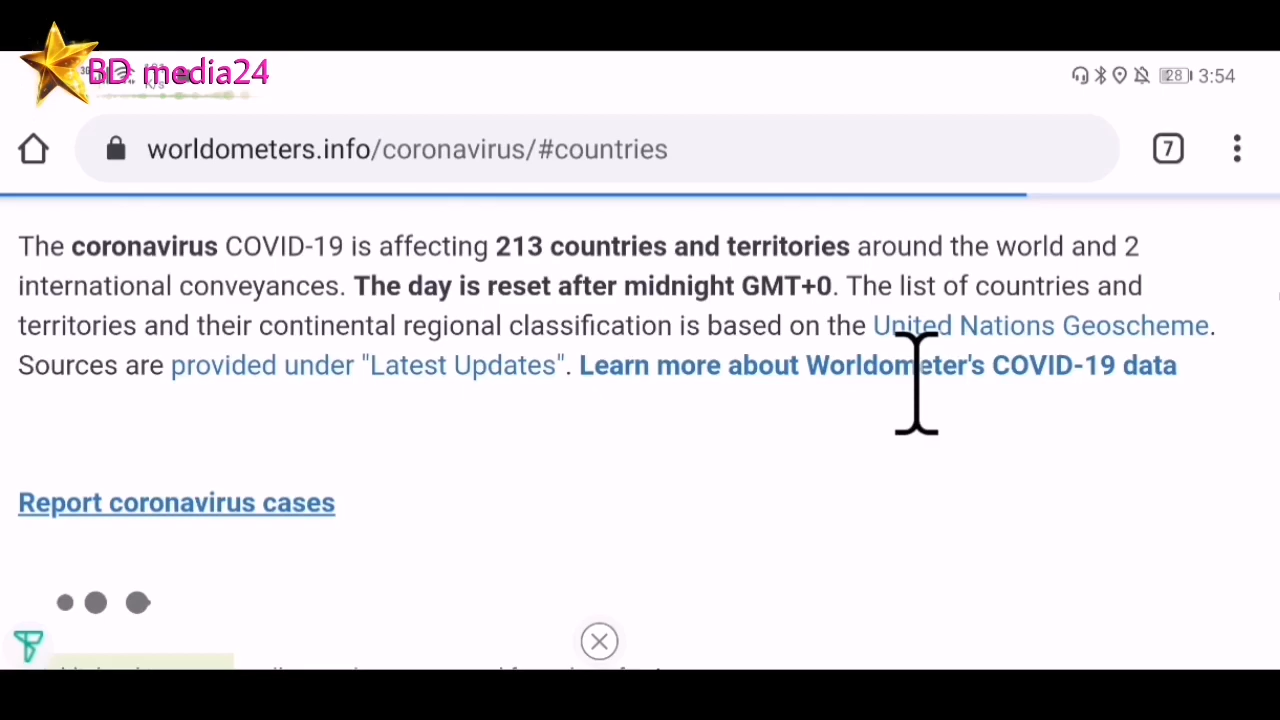 BD media24
28 3:54
worldometers.info/coronavirus/#countries
7
The coronavirus COVID-19 is affecting 213 countries and territories around the world and 2
international conveyances. The day is reset after midnight GMT+0. The list of countries and
territories and their continental regional classification is based on the United Nations Geoscheme.
Sources are provided under "Latest Updates". Learn more about Worldometer's COVID-19 data
Report coronavirus cases